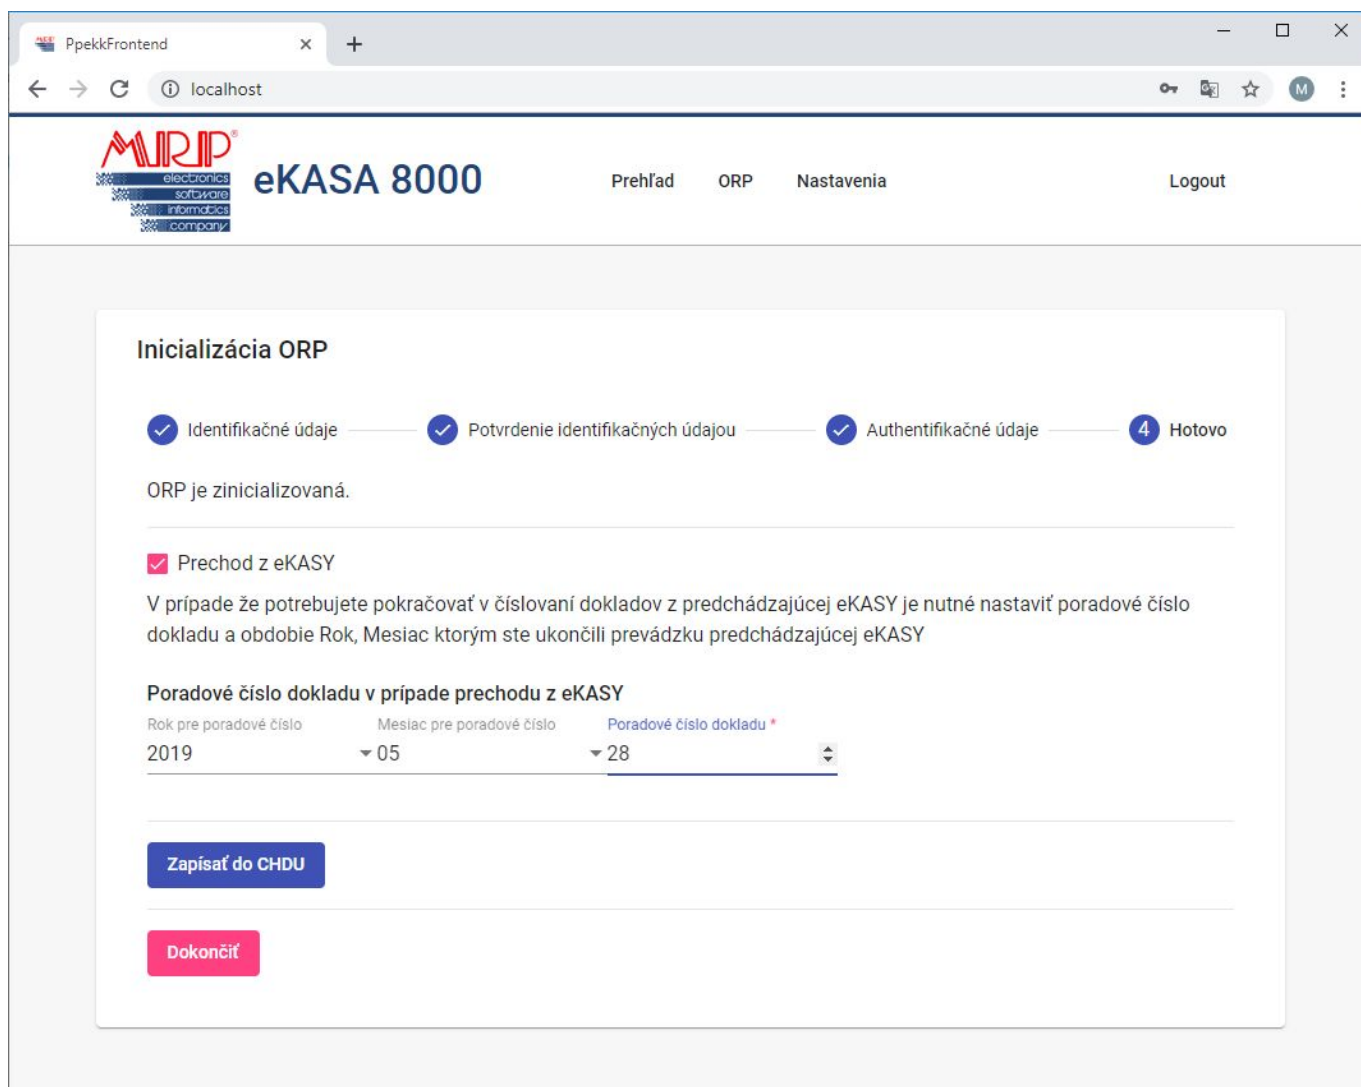 PpekkFrontend
localhost
M
MRP®
electronics
software
informatics
company
eKASA 8000
Prehľad
ORP
Nastavenia
Logout
Inicializácia ORP
Identifikačné údaje
Potvrdenie identifikačných údajou
Authentifikačné údaje
4 Hotovo
ORP je zinicializovaná.
Prechod z eKASY
V prípade že potrebujete pokračovať v číslovaní dokladov z predchádzajúcej eKASY je nutné nastaviť poradové číslo
dokladu a obdobie Rok, Mesiac ktorým ste ukončili prevádzku predchádzajúcej eKASY
Poradové číslo dokladu v prípade prechodu z eKASY
Rok pre poradové číslo
Mesiac pre poradové číslo
Poradové číslo dokladu *
2019
05
28
Zapísať do CHDU
Dokončiť